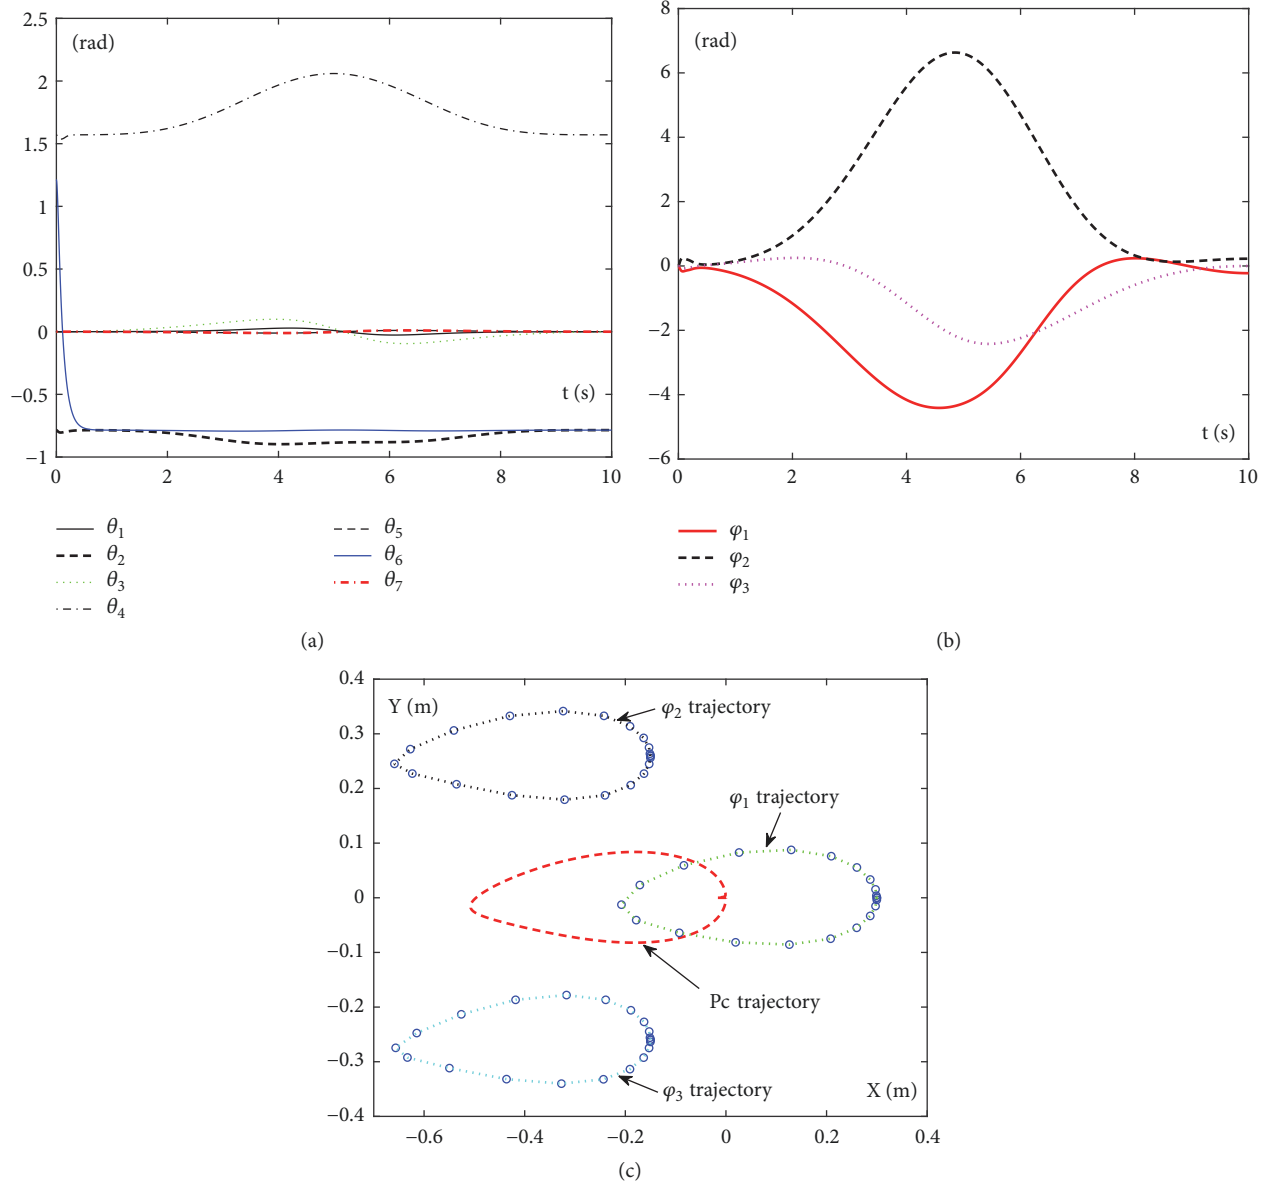 2.5
(rad)
2
1.5
1
0.5
0
−0.5
t (s)
−1
0 2 4 6 8 10
θ1 θ5
θ2 θ6
θ3 θ7
θ4
(a)
8
(rad)
6
4
2
0
−2
−4
t (s)
−6
0 2 4 6 8 10
φ1
φ2
φ3
(b)
0.4
Y (m)
φ2 trajectory
0.3
0.2
φ1 trajectory
0.1
0
−0.1
Pc trajectory
−0.2
−0.3
φ3 trajectory
X (m)
−0.4
−0.6 −0.4 −0.2 0 0.2 0.4
(c)